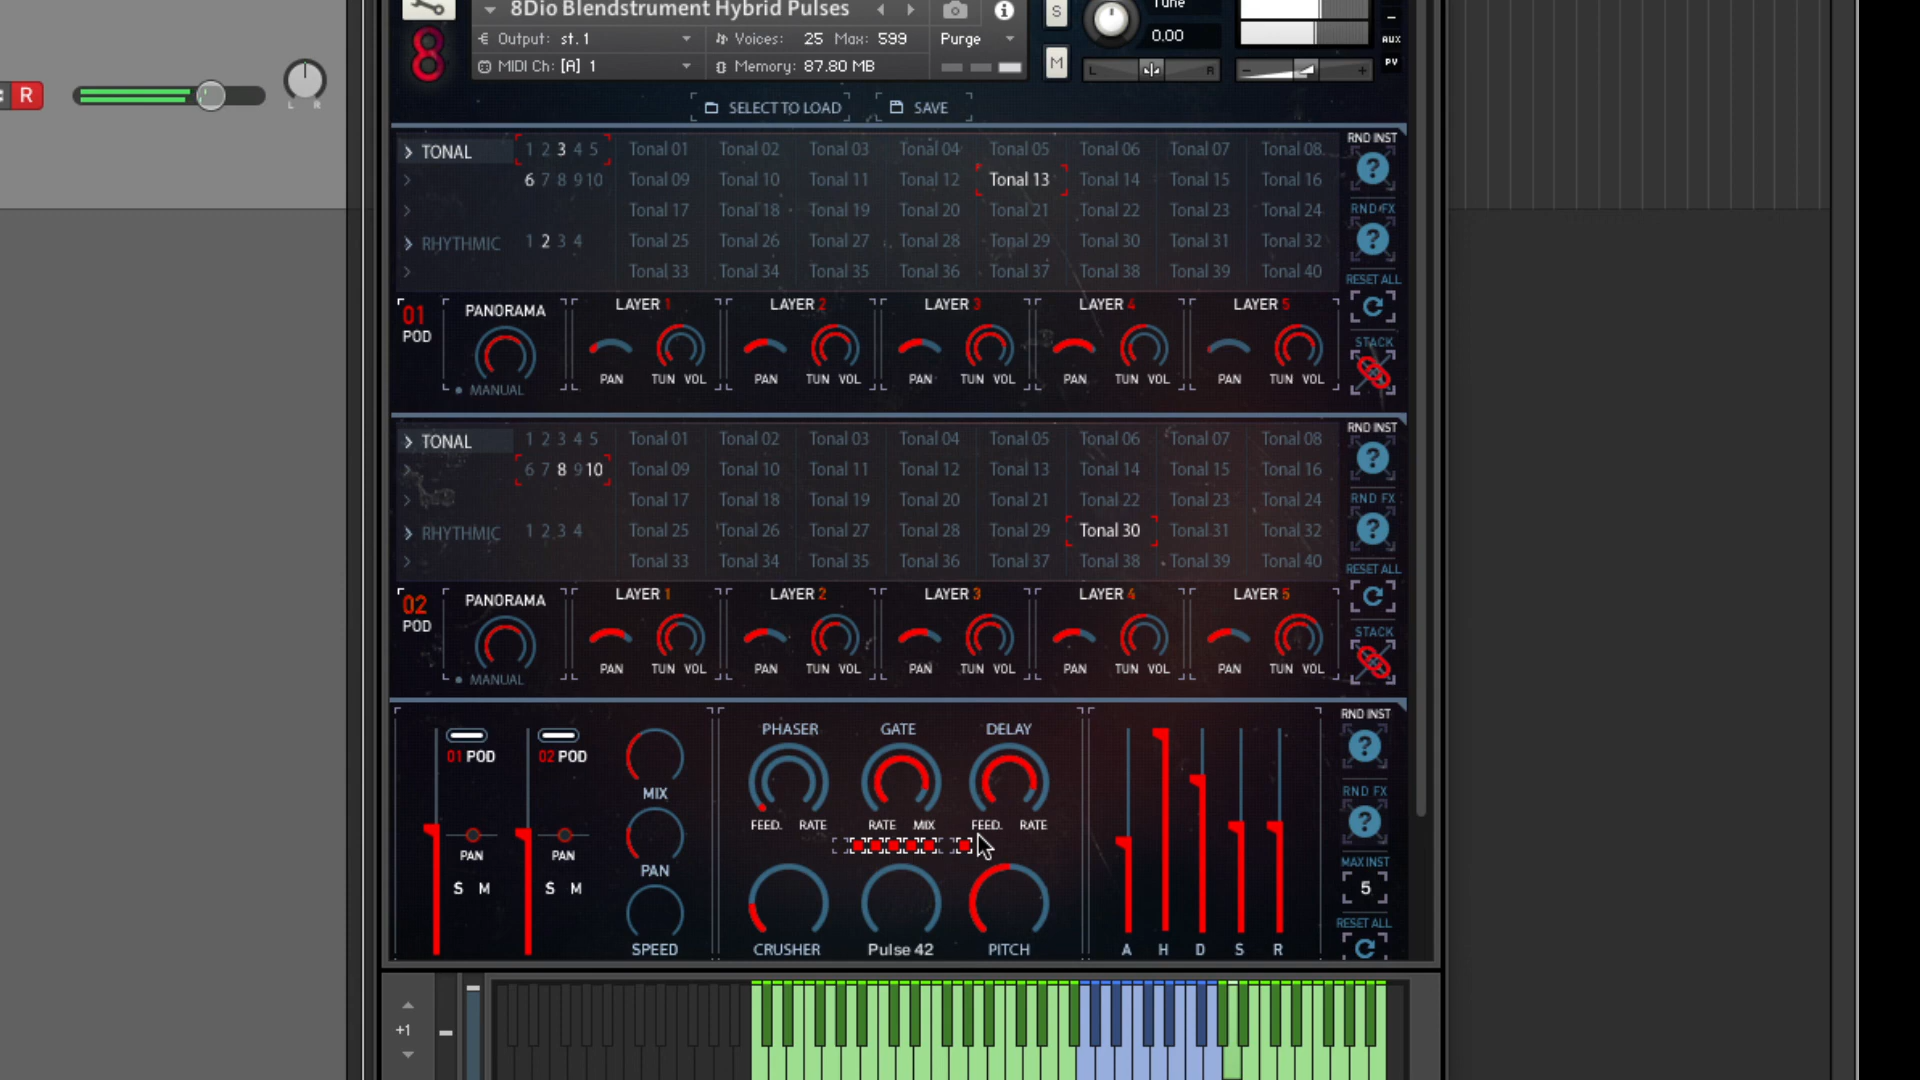 8Dio Blendstrument Hybrid Pulses
S
Tune
Output: st. 1 Voices: 25 Max: 599 Purge
0.00
AUX
MIDI Ch: [A] 1 Memory: 87.80 MB
M
PV
L R
R
L R
SELECT TO LOAD SAVE
RND INST
TONAL 1 2 3 4 5 Tonal 01 Tonal 02 Tonal 03 Tonal 04 Tonal 05 Tonal 06 Tonal 07 Tonal 08
6 7 8 9 10 Tonal 09 Tonal 10 Tonal 11 Tonal 12 Tonal 13 Tonal 14 Tonal 15 Tonal 16
RND FX
Tonal 17 Tonal 18 Tonal 19 Tonal 20 Tonal 21 Tonal 22 Tonal 23 Tonal 24
RHYTHMIC 1 2 3 4 Tonal 25 Tonal 26 Tonal 27 Tonal 28 Tonal 29 Tonal 30 Tonal 31 Tonal 32
Tonal 33 Tonal 34 Tonal 35 Tonal 36 Tonal 37 Tonal 38 Tonal 39 Tonal 40
RESET ALL
01 POD PANORAMA LAYER 1 LAYER 2 LAYER 3 LAYER 4 LAYER 5
STACK
PAN TUN VOL PAN TUN VOL PAN TUN VOL PAN TUN VOL PAN TUN VOL
MANUAL
RND INST
TONAL 1 2 3 4 5 Tonal 01 Tonal 02 Tonal 03 Tonal 04 Tonal 05 Tonal 06 Tonal 07 Tonal 08
6 7 8 9 10 Tonal 09 Tonal 10 Tonal 11 Tonal 12 Tonal 13 Tonal 14 Tonal 15 Tonal 16
RND FX
Tonal 17 Tonal 18 Tonal 19 Tonal 20 Tonal 21 Tonal 22 Tonal 23 Tonal 24
RHYTHMIC 1 2 3 4 Tonal 25 Tonal 26 Tonal 27 Tonal 28 Tonal 29 Tonal 30 Tonal 31 Tonal 32
Tonal 33 Tonal 34 Tonal 35 Tonal 36 Tonal 37 Tonal 38 Tonal 39 Tonal 40
RESET ALL
02 POD PANORAMA LAYER 1 LAYER 2 LAYER 3 LAYER 4 LAYER 5
STACK
PAN TUN VOL PAN TUN VOL PAN TUN VOL PAN TUN VOL PAN TUN VOL
MANUAL
RND INST
PHASER GATE DELAY
01 POD 02 POD
MIX
RND FX
FEED. RATE RATE MIX FEED. RATE
PAN PAN
PAN
MAX INST
S M S M
5
RESET ALL
SPEED CRUSHER Pulse 42 PITCH A H D S R
+1